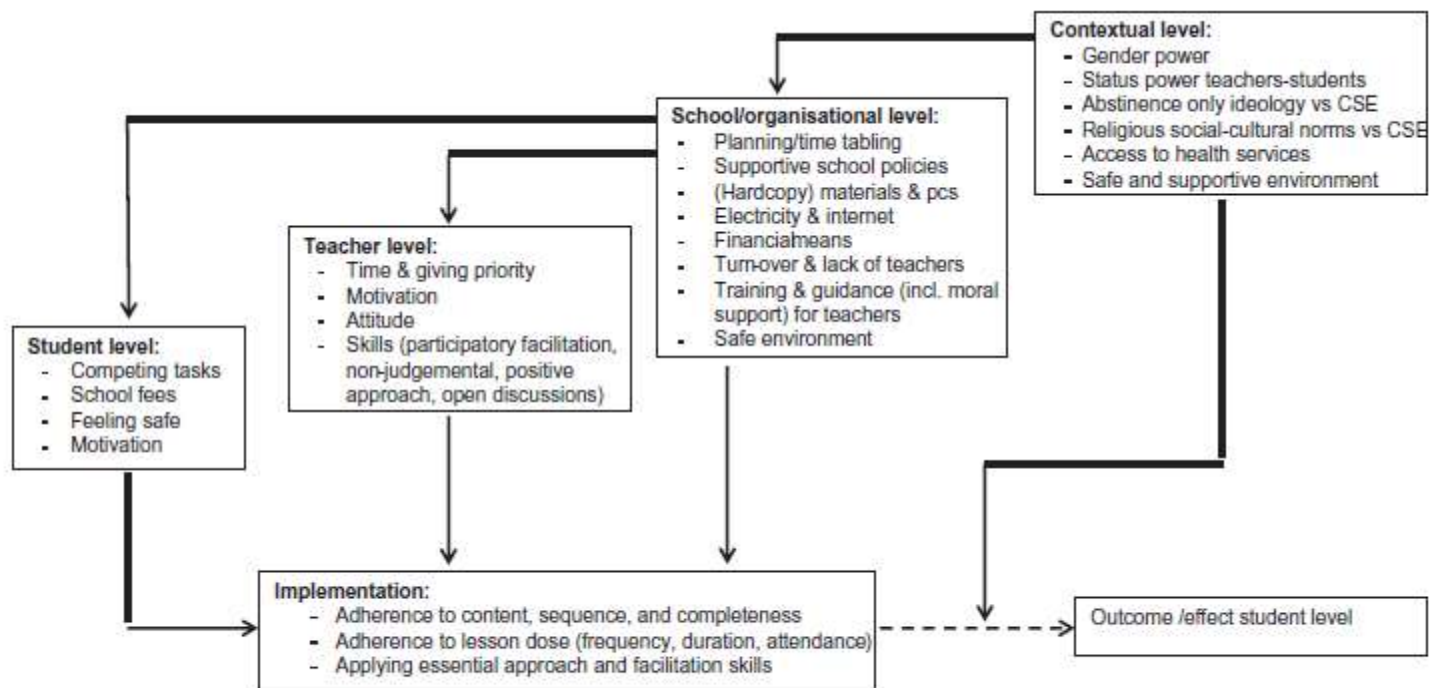 Contextual level:
- Gender power
- Status power teachers-students
- Abstinence only ideology vs CSE
- Religious social-cultural norms vs CSE
- Access to health services
- Safe and supportive environment
School/organisational level:
- Planning/time tabling
- Supportive school policies
- (Hardcopy) materials & pcs
- Electricity & internet
- Financialmeans
- Turn-over & lack of teachers
- Training & guidance (incl. moral
support) for teachers
- Safe environment
Teacher level:
- Time & giving priority
- Motivation
- Attitude
- Skills (participatory facilitation,
non-judgemental, positive
approach, open discussions)
Student level:
- Competing tasks
- School fees
- Feeling safe
- Motivation
Implementation:
- Adherence to content, sequence, and completeness
- Adherence to lesson dose (frequency, duration, attendance)
- Applying essential approach and facilitation skills
Outcome /effect student level